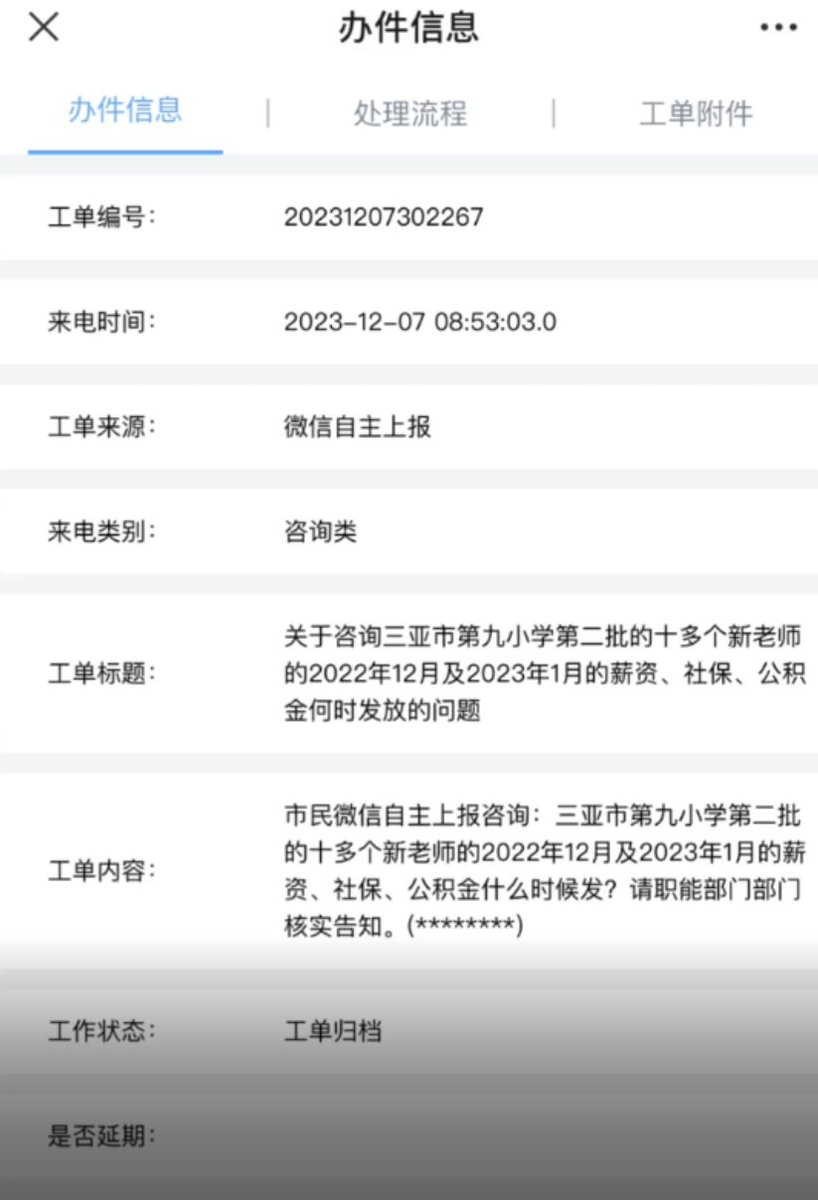 办件信息
办件信息 | 处理流程 | 工单附件
工单编号： 20231207302267
来电时间： 2023-12-07 08:53:03.0
工单来源： 微信自主上报
来电类别： 咨询类
工单标题： 关于咨询三亚市第九小学第二批的十多个新老师
的2022年12月及2023年1月的薪资、社保、公积
金何时发放的问题
工单内容： 市民微信自主上报咨询：三亚市第九小学第二批
的十多个新老师的2022年12月及2023年1月的薪
资、社保、公积金什么时候发？请职能部门部门
核实告知。(********)
工作状态： 工单归档
是否延期：